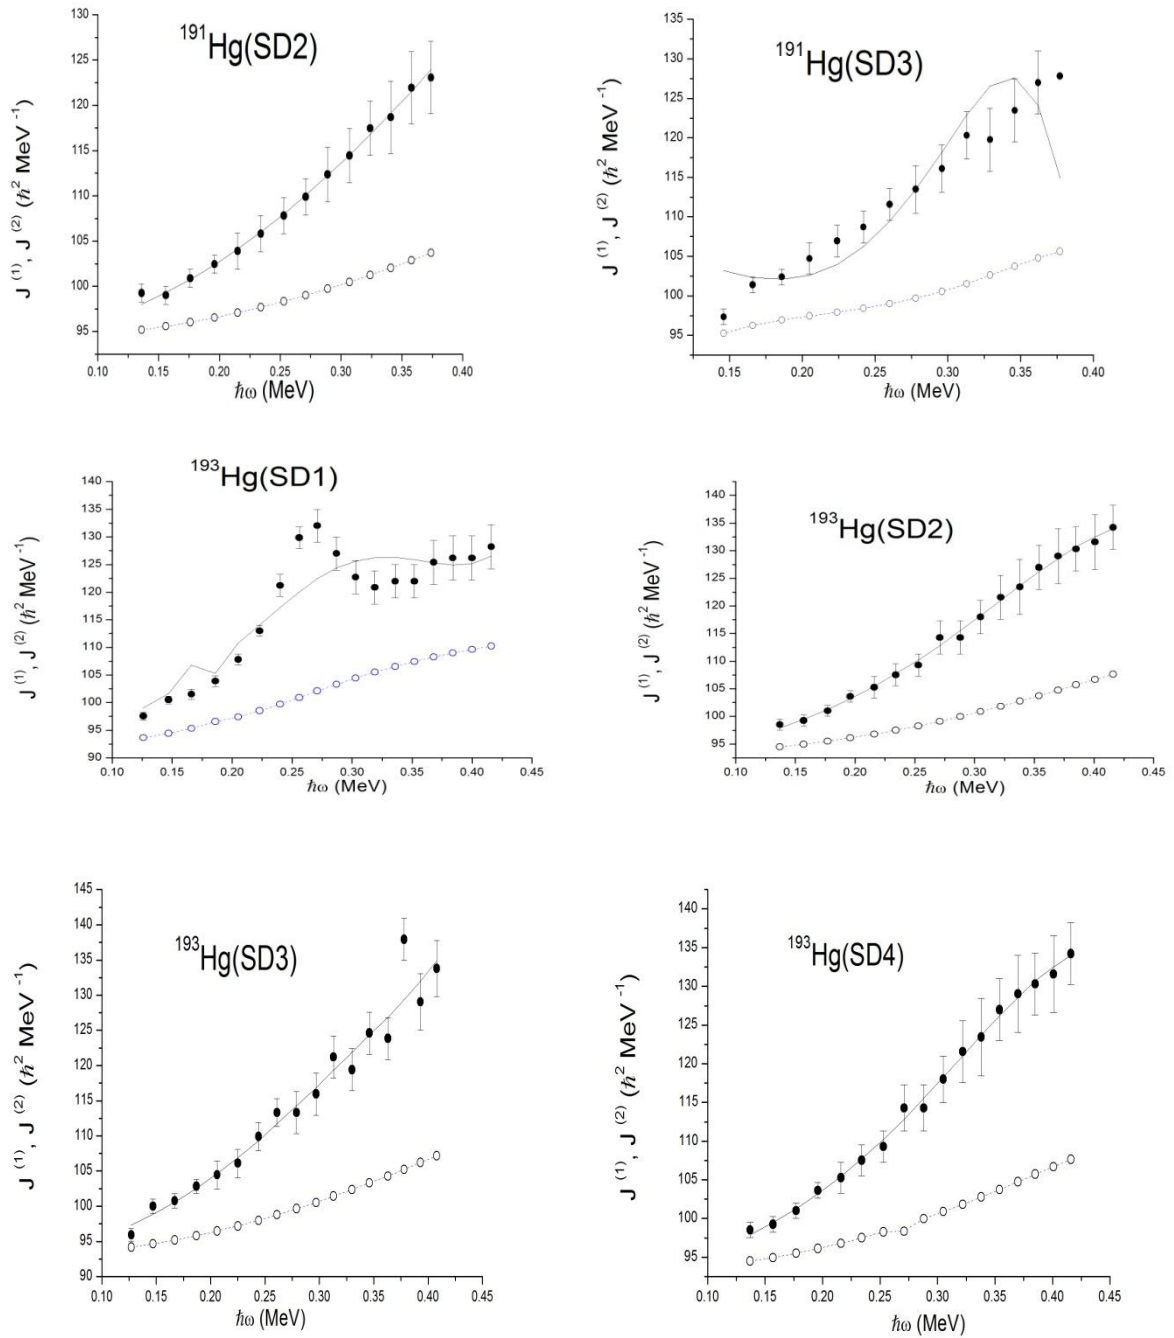 ¹⁹¹Hg(SD2)
J ⁽¹⁾, J ⁽²⁾ (ℏ² MeV ⁻¹)
130
125
120
115
110
105
100
95
0.10 0.15 0.20 0.25 0.30 0.35 0.40
ℏω (MeV)
¹⁹¹Hg(SD3)
J ⁽¹⁾, J ⁽²⁾ (ℏ² MeV ⁻¹)
135
130
125
120
115
110
105
100
95
0.15 0.20 0.25 0.30 0.35 0.40
ℏω (MeV)
¹⁹³Hg(SD1)
J ⁽¹⁾, J ⁽²⁾ (ℏ² MeV ⁻¹)
140
135
130
125
120
115
110
105
100
95
90
0.10 0.15 0.20 0.25 0.30 0.35 0.40 0.45
ℏω (MeV)
¹⁹³Hg(SD2)
J ⁽¹⁾, J ⁽²⁾ (ℏ² MeV ⁻¹)
140
135
130
125
120
115
110
105
100
95
0.10 0.15 0.20 0.25 0.30 0.35 0.40 0.45
ℏω (MeV)
¹⁹³Hg(SD3)
J ⁽¹⁾, J ⁽²⁾ (ℏ² MeV ⁻¹)
145
140
135
130
125
120
115
110
105
100
95
90
0.10 0.15 0.20 0.25 0.30 0.35 0.40 0.45
ℏω (MeV)
¹⁹³Hg(SD4)
J ⁽¹⁾, J ⁽²⁾ (ℏ² MeV ⁻¹)
140
135
130
125
120
115
110
105
100
95
0.10 0.15 0.20 0.25 0.30 0.35 0.40 0.45
ℏω (MeV)